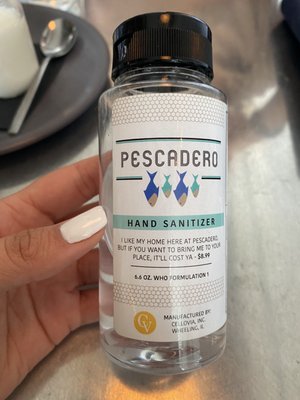 PESCADERO
HAND SANITIZER
I LIKE MY HOME HERE AT PESCADERO,
BUT IF YOU WANT TO BRING ME TO YOUR
PLACE, IT'LL COST YA - $8.99
6.6 OZ. WHO FORMULATION 1
CV
MANUFACTURED BY:
CELLOVIA, INC.
WHEELING, IL